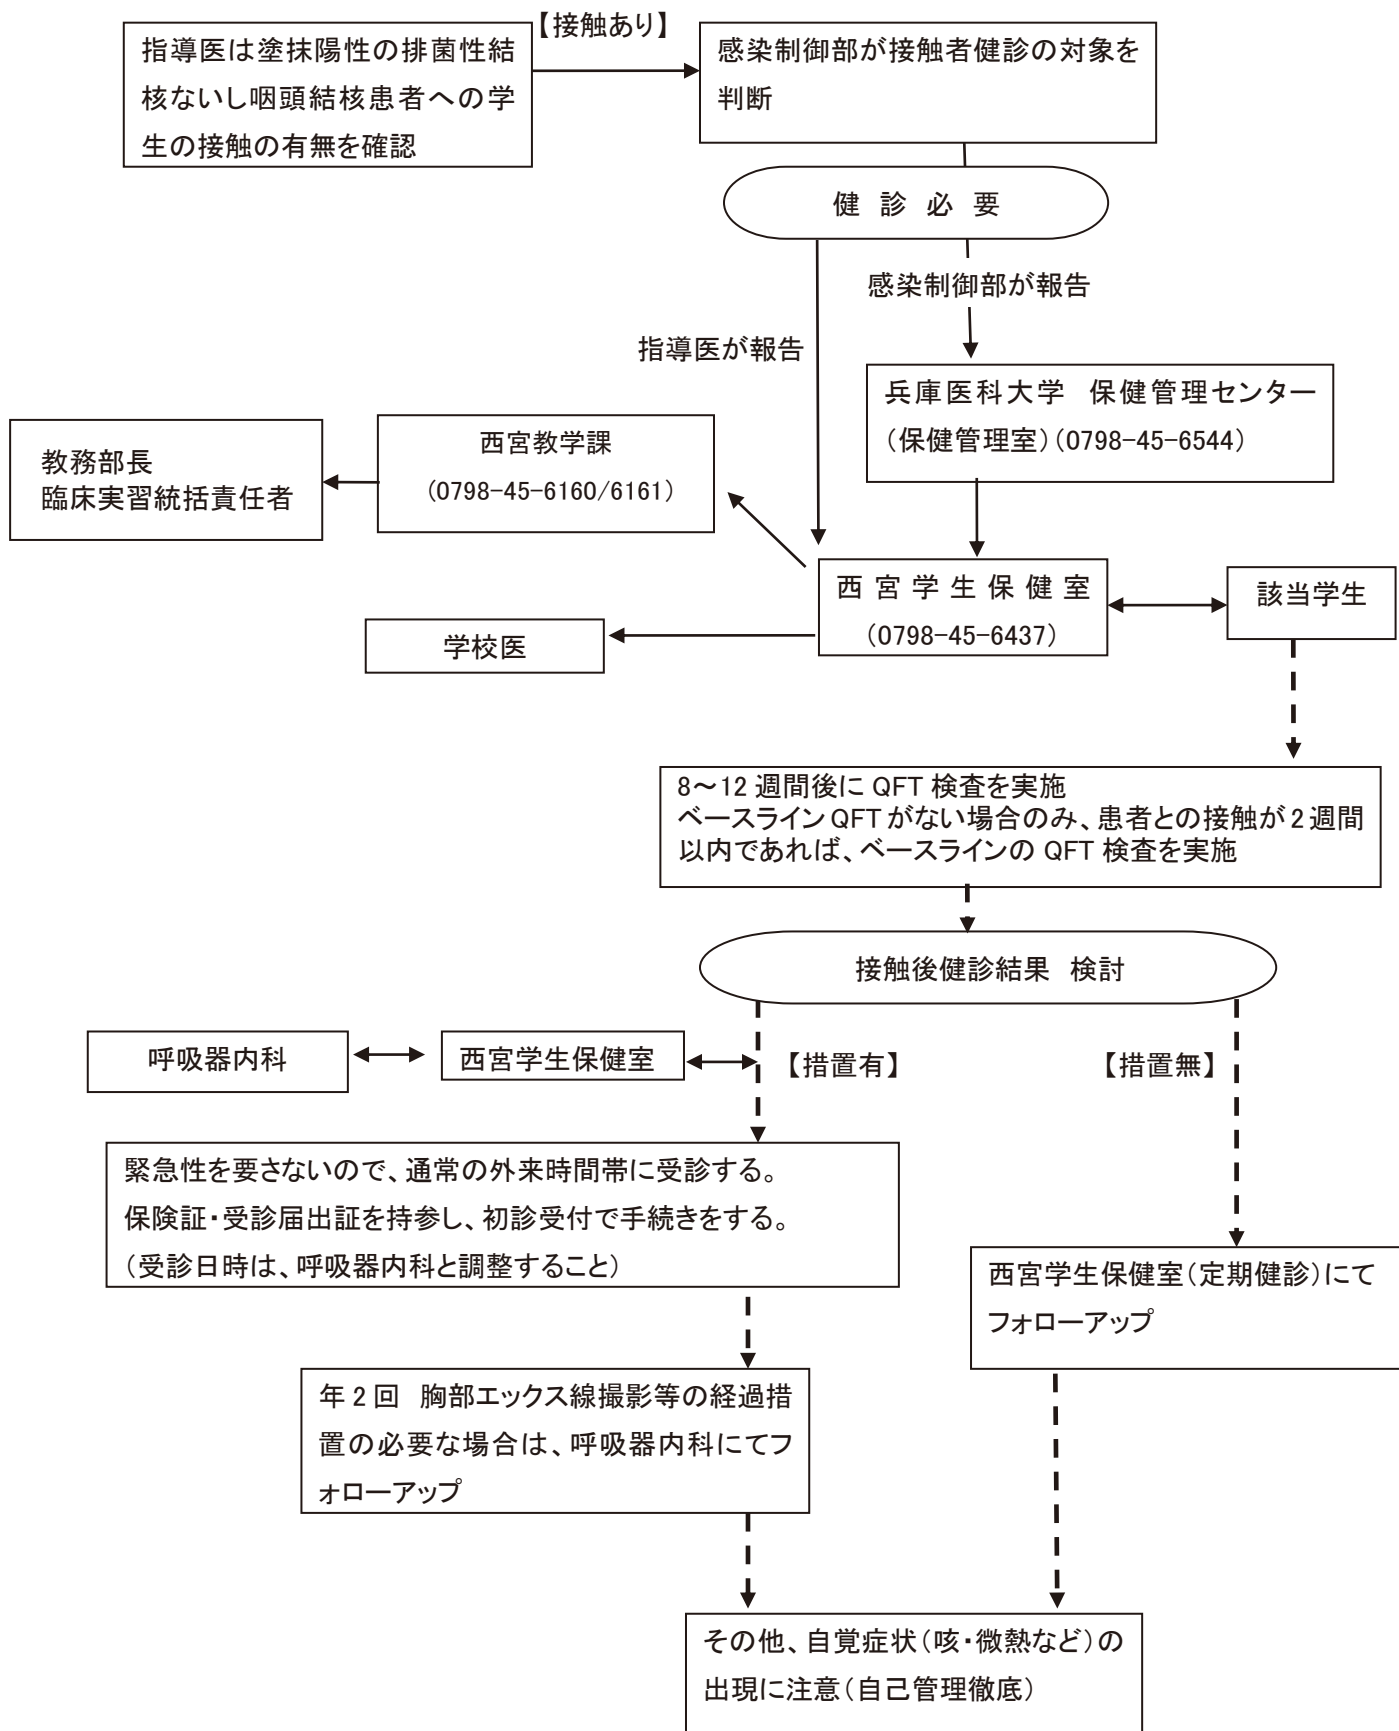 【接触あり】
指導医は塗抹陽性の排菌性結
核ないし咽頭結核患者への学
生の接触の有無を確認
感染制御部が接触者健診の対象を
判断
健 診 必 要
感染制御部が報告
指導医が報告
兵庫医科大学 保健管理センター
(保健管理室)(0798-45-6544)
西宮教学課
(0798-45-6160/6161)
教務部長
臨床実習統括責任者
西 宮 学 生 保 健 室
(0798-45-6437)
該当学生
学校医
8~12 週間後に QFT 検査を実施
ベースライン QFT がない場合のみ、患者との接触が 2 週間
以内であれば、ベースラインの QFT 検査を実施
接触後健診結果 検討
呼吸器内科
西宮学生保健室
【措置有】
【措置無】
緊急性を要さないので、通常の外来時間帯に受診する。
保険証・受診届出証を持参し、初診受付で手続きをする。
(受診日時は、呼吸器内科と調整すること)
西宮学生保健室(定期健診)にて
フォローアップ
年 2 回 胸部エックス線撮影等の経過措
置の必要な場合は、呼吸器内科にてフ
ォローアップ
その他、自覚症状(咳・微熱など)の
出現に注意(自己管理徹底)